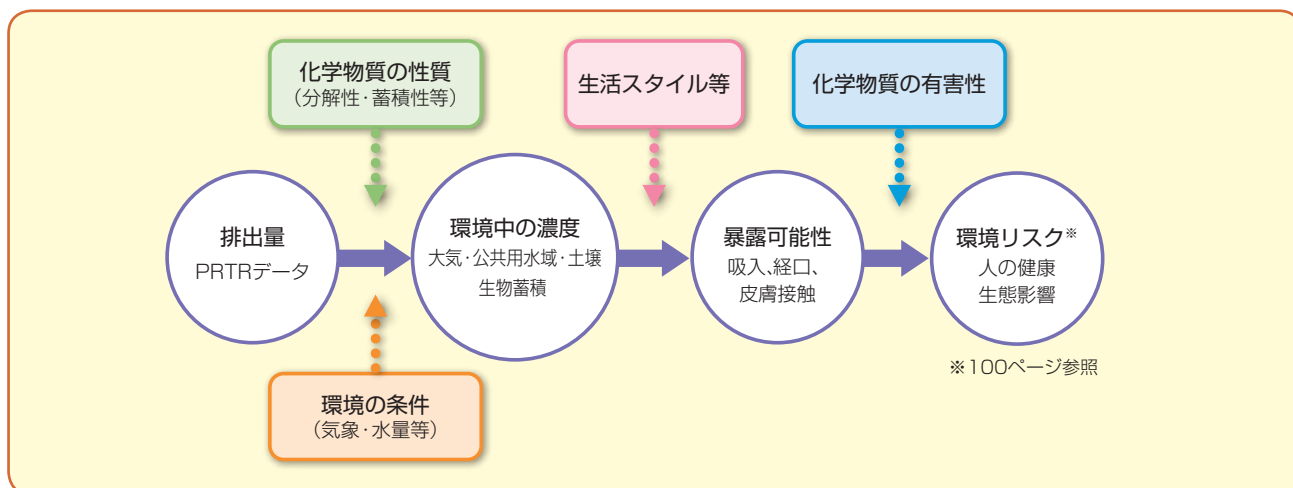 化学物質の性質
（分解性・蓄積性等）
生活スタイル等
化学物質の有害性
排出量
PRTRデータ
環境中の濃度
大気・公共用水域・土壌
生物蓄積
暴露可能性
吸入、経口、
皮膚接触
環境リスク※
人の健康
生態影響
※100ページ参照
環境の条件
（気象・水量等）